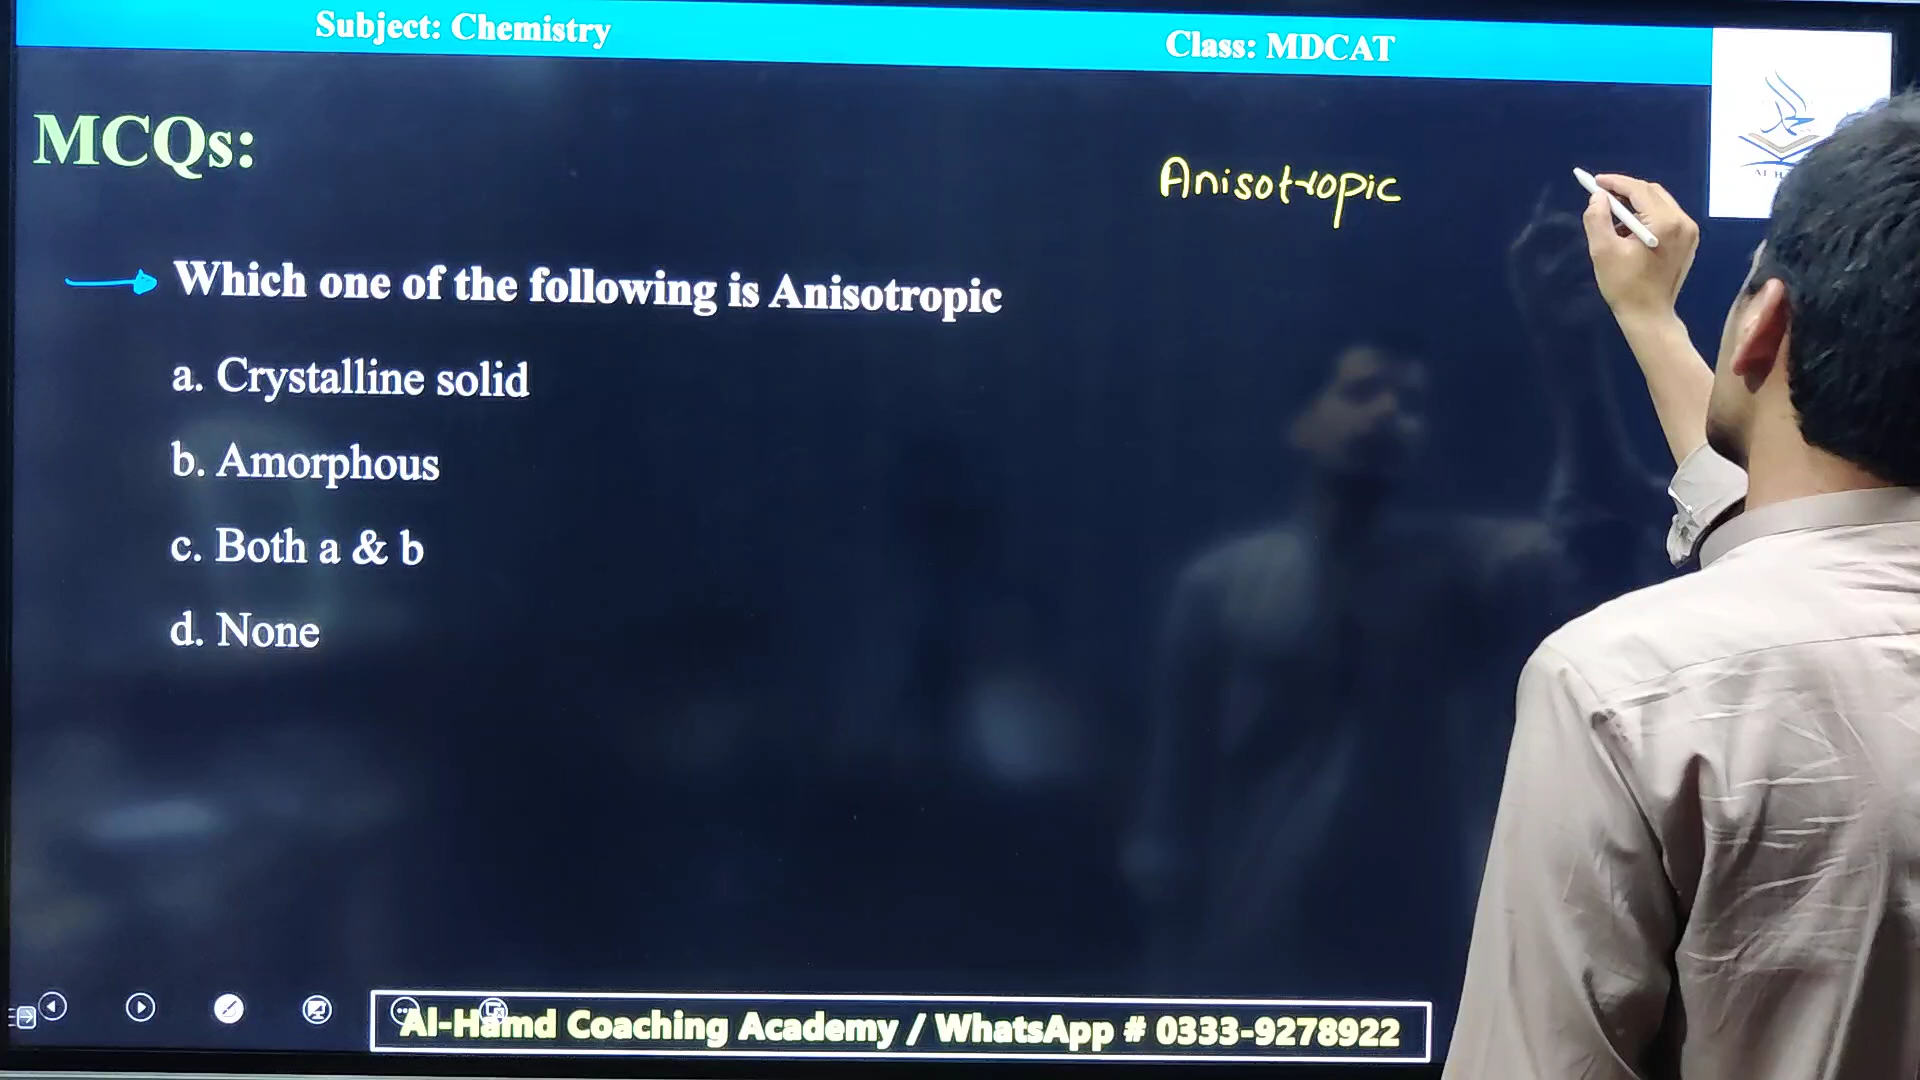 Subject: Chemistry
Class: MDCAT
MCQs:
Anisotropic
Which one of the following is Anisotropic
a. Crystalline solid
b. Amorphous
c. Both a & b
d. None
Al-Hamd Coaching Academy / WhatsApp # 0333-9278922